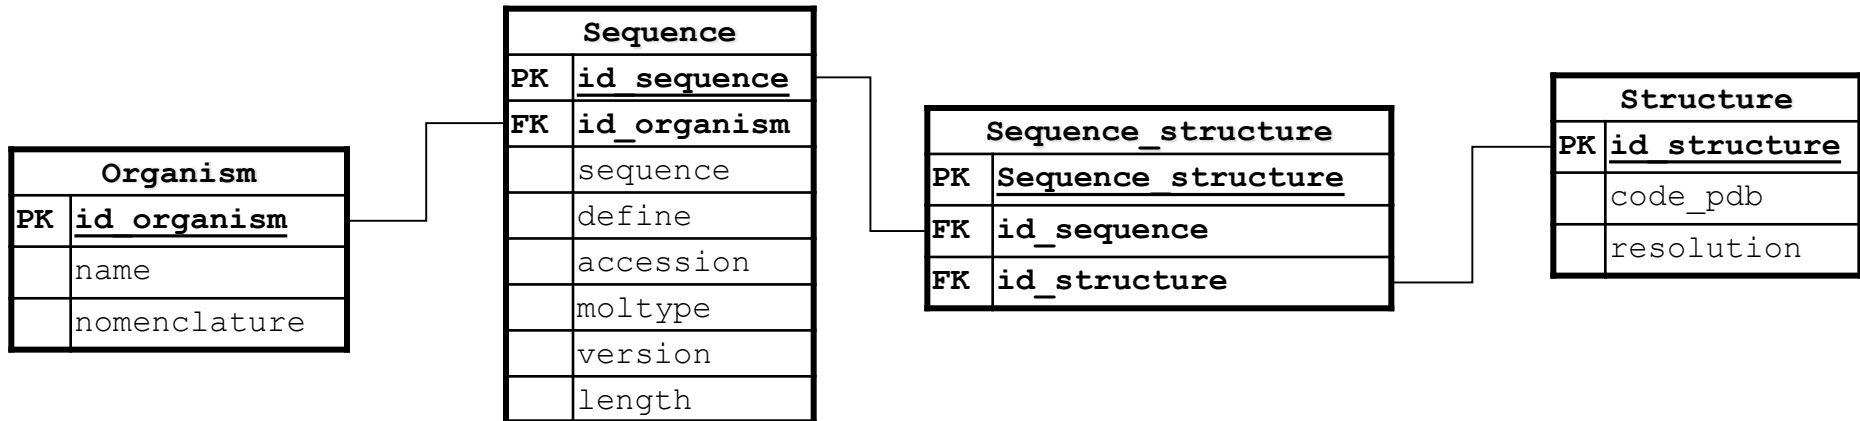 Organism
PK id_organism
name
nomenclature
Sequence
PK id_sequence
FK id_organism
sequence
define
accession
moltype
version
length
Sequence_structure
PK Sequence_structure
FK id_sequence
FK id_structure
Structure
PK id_structure
code_pdb
resolution